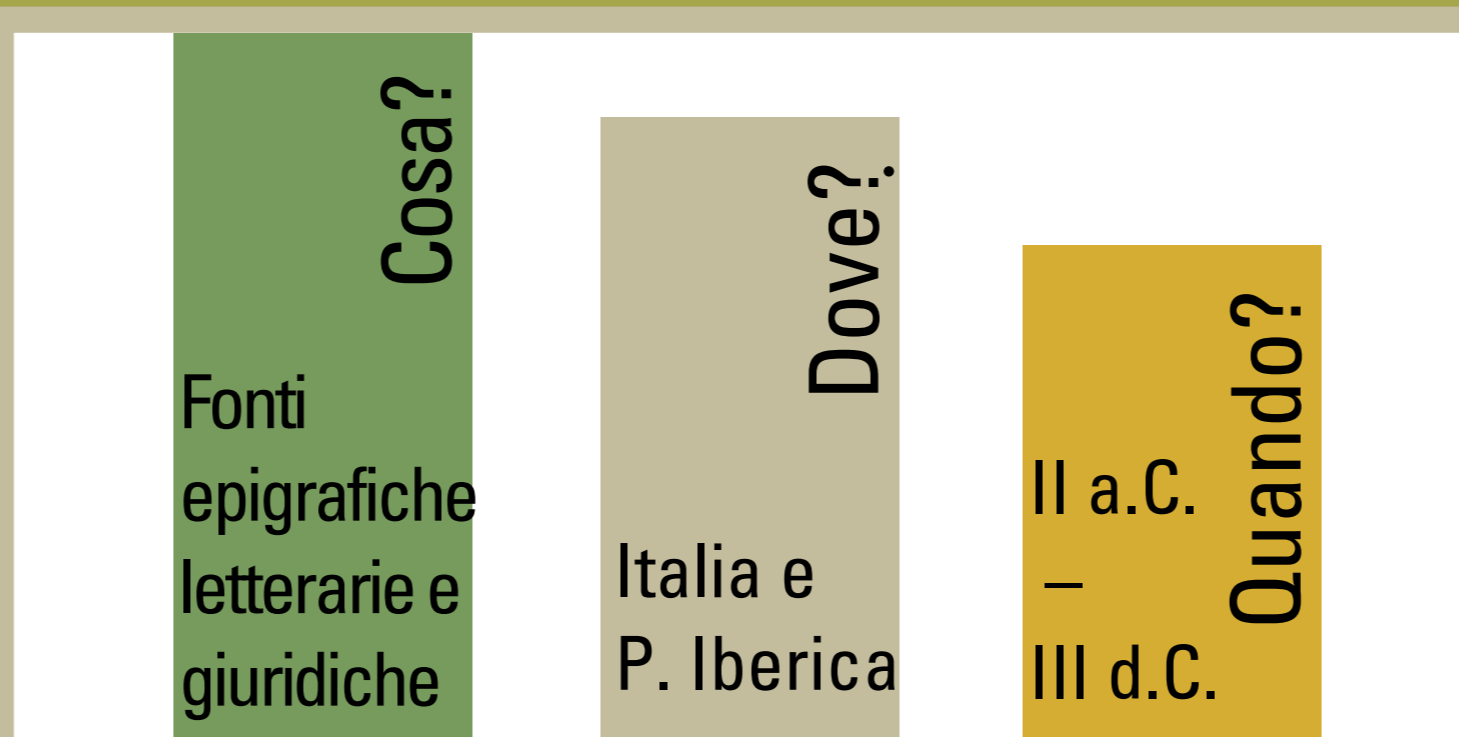 Cosa?
Fonti
epigrafiche
letterarie e
giuridiche
Dove?
Italia e
P. Iberica
Quando?
II a.C.
–
III d.C.